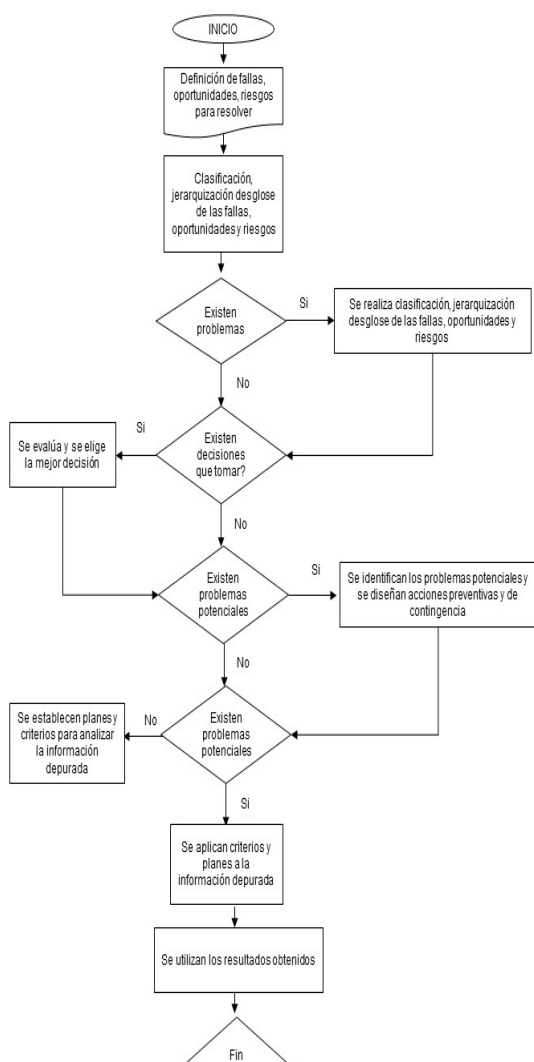 INICIO
Definición de fallas,
oportunidades, riesgos
para resolver
Clasificación,
jerarquización desglose
de las fallas,
oportunidades y riesgos
Existen
problemas
Si
Se realiza clasificación, jerarquización
desglose de las fallas, oportunidades y
riesgos
No
Existen
decisiones
que tomar?
Si
Se evalúa y se elige
la mejor decisión
No
Existen
problemas
potenciales
Si
Se identifican los problemas potenciales y
se diseñan acciones preventivas y de
contingencia
No
Existen
problemas
potenciales
No
Se establecen planes y
criterios para analizar
la información
depurada
Si
Se aplican criterios y
planes a la
información depurada
Se utilizan los resultados obtenidos
Fin